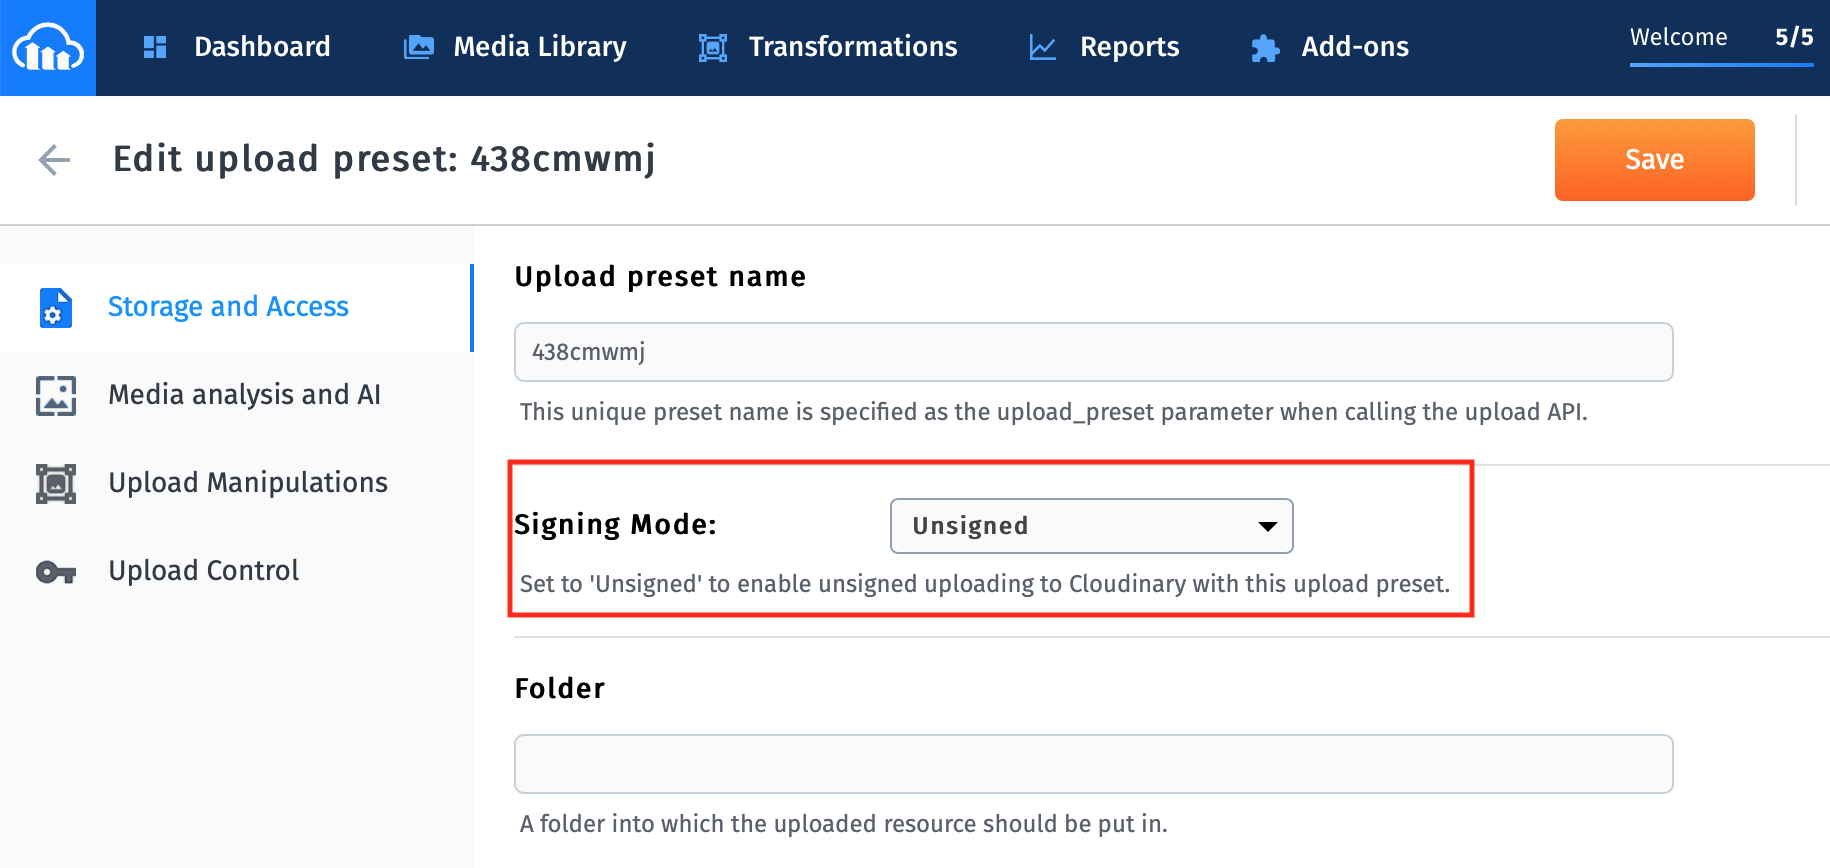 Dashboard
Media Library
Transformations
Reports
Add-ons
Welcome 5/5
Edit upload preset: 438cmwmj
Save
Storage and Access
Media analysis and AI
Upload Manipulations
Upload Control
Upload preset name
438cmwmj
This unique preset name is specified as the upload_preset parameter when calling the upload API.
Signing Mode: Unsigned
Set to 'Unsigned' to enable unsigned uploading to Cloudinary with this upload preset.
Folder
A folder into which the uploaded resource should be put in.